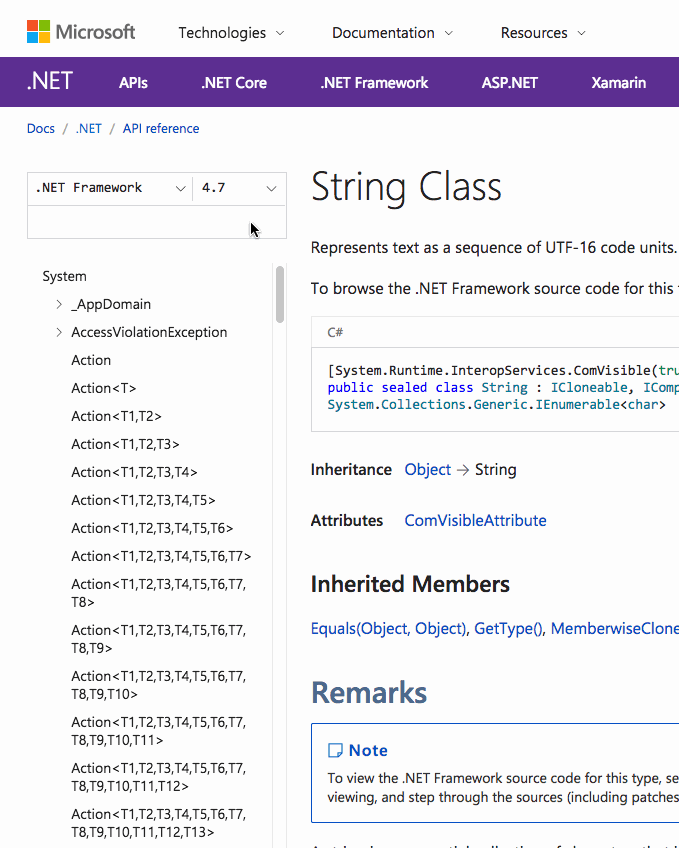 Microsoft Technologies Documentation Resources
.NET APIs .NET Core .NET Framework ASP.NET Xamarin
Docs / .NET / API reference
.NET Framework 4.7
System
_AppDomain
AccessViolationException
Action
Action<T>
Action<T1,T2>
Action<T1,T2,T3>
Action<T1,T2,T3,T4>
Action<T1,T2,T3,T4,T5>
Action<T1,T2,T3,T4,T5,T6>
Action<T1,T2,T3,T4,T5,T6,T7>
Action<T1,T2,T3,T4,T5,T6,T7,
T8>
Action<T1,T2,T3,T4,T5,T6,T7,
T8,T9>
Action<T1,T2,T3,T4,T5,T6,T7,
T8,T9,T10>
Action<T1,T2,T3,T4,T5,T6,T7,
T8,T9,T10,T11>
Action<T1,T2,T3,T4,T5,T6,T7,
T8,T9,T10,T11,T12>
Action<T1,T2,T3,T4,T5,T6,T7,
T8,T9,T10,T11,T12,T13>
String Class
Represents text as a sequence of UTF-16 code units.
To browse the .NET Framework source code for this
C#
[System.Runtime.InteropServices.ComVisible(tru
public sealed class String : ICloneable, IComp
System.Collections.Generic.IEnumerable<char>
Inheritance Object → String
Attributes ComVisibleAttribute
Inherited Members
Equals(Object, Object), GetType(), MemberwiseClone
Remarks
Note
To view the .NET Framework source code for this type, se
viewing, and step through the sources (including patches